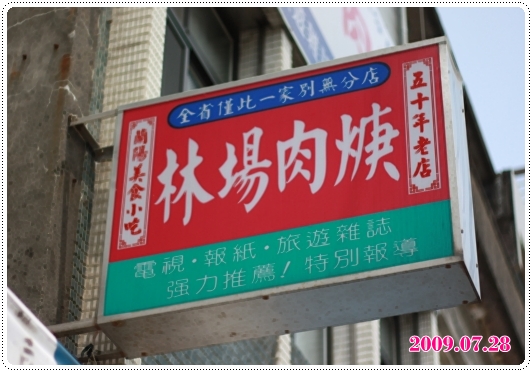 全省僅此一家別無分店
蘭陽美食小吃
林場肉焿
五十年老店
電視·報紙·旅遊雜誌
强力推薦！特別報導
2009.07.28